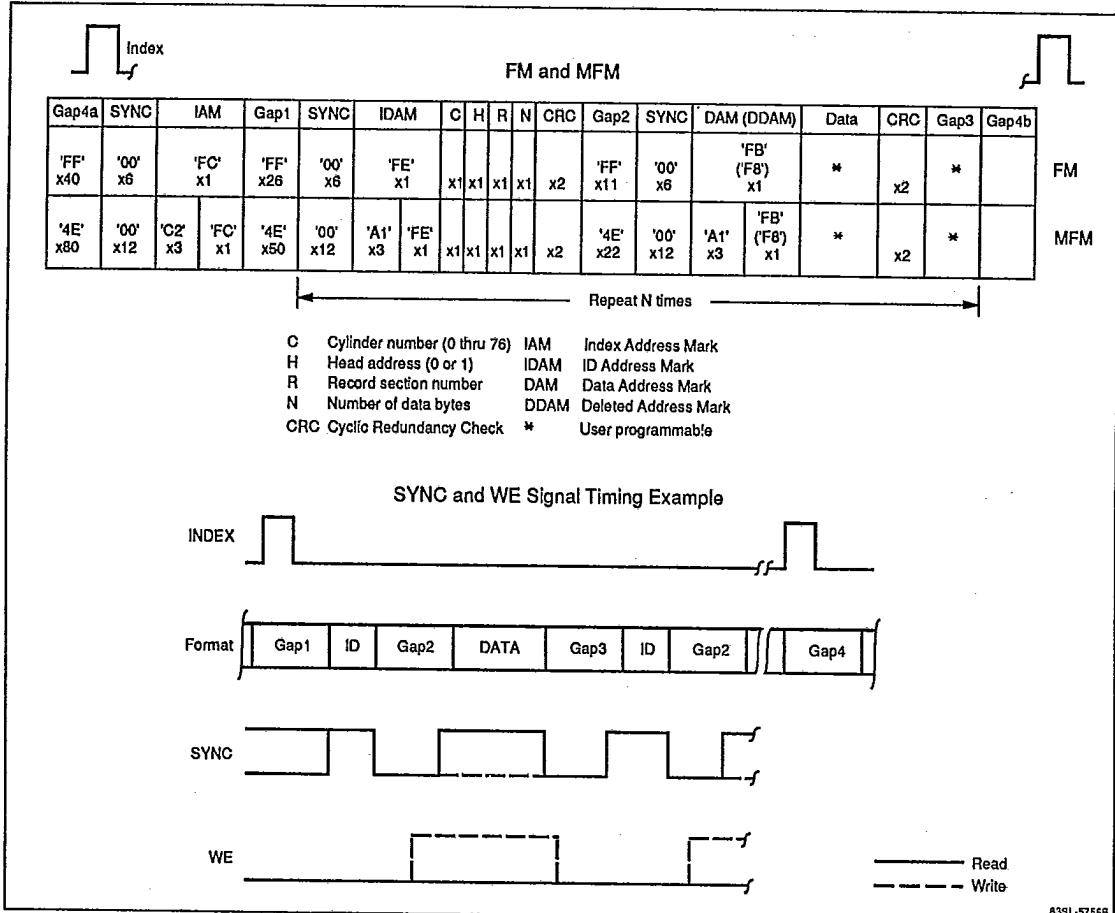 Index
FM and MFM
Gap4a SYNC IAM Gap1 SYNC IDAM C H R N CRC Gap2 SYNC DAM (DDAM) Data CRC Gap3 Gap4b
'FF' x40 '00' x6 'FC' x1 'FF' x26 '00' x6 'FE' x1 x1 x1 x1 x1 x2 'FF' x11 '00' x6 'FB' ('F8') x1 * x2 * FM
'4E' x80 '00' x12 'C2' x3 'FC' x1 '4E' x50 '00' x12 'A1' x3 'FE' x1 x1 x1 x1 x1 x2 '4E' x22 '00' x12 'A1' x3 'FB' ('F8') x1 * x2 * MFM
Repeat N times
C Cylinder number (0 thru 76) IAM Index Address Mark
H Head address (0 or 1) IDAM ID Address Mark
R Record section number DAM Data Address Mark
N Number of data bytes DDAM Deleted Address Mark
CRC Cyclic Redundancy Check * User programmable
SYNC and WE Signal Timing Example
INDEX
Format Gap1 ID Gap2 DATA Gap3 ID Gap2 Gap4
SYNC
WE
Read
Write